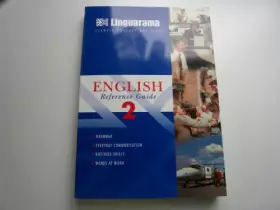 Linguarama
ENGLISH
Reference Guide
2
GRAMMAR
EVERYDAY COMMUNICATION
BUSINESS SKILLS
WORDS AT WORK